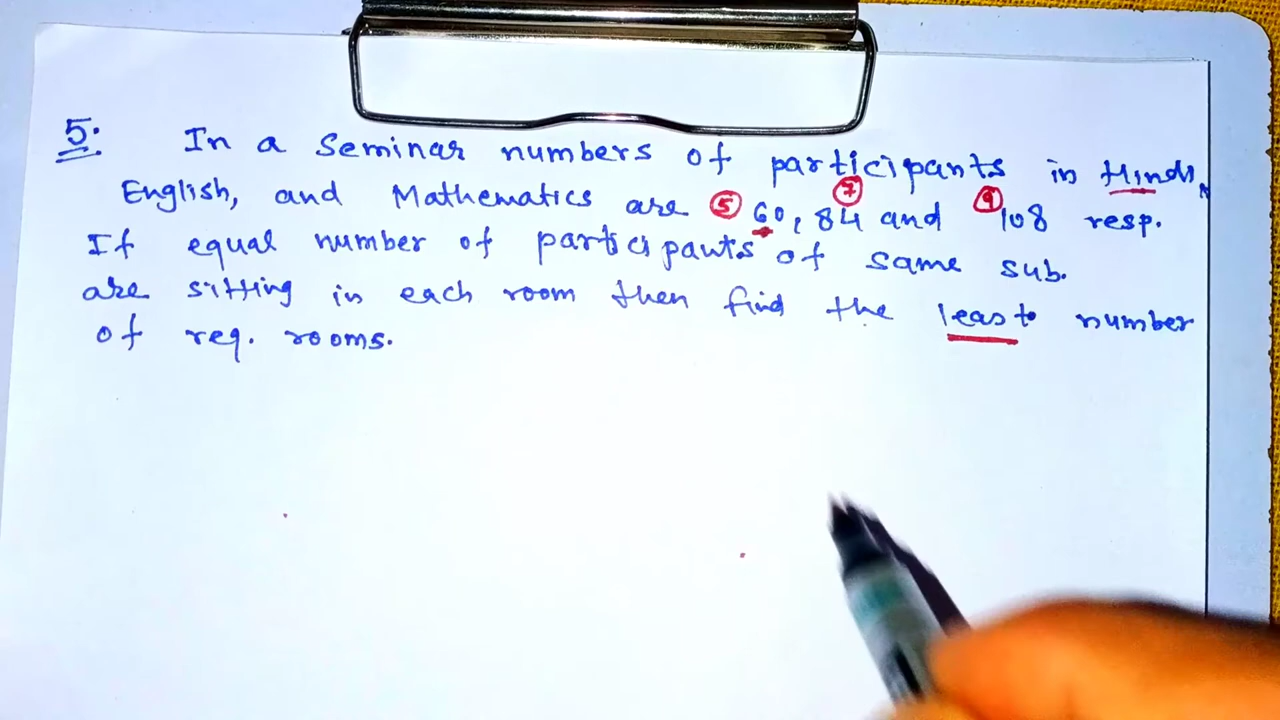 5. In a Seminar numbers of participants in Hindi,
English, and Mathematics are ⑤ 60, ⑦ 84 and ⑨ 108 resp.
If equal number of participants of same sub.
are sitting in each room then find the least number
of req. rooms.